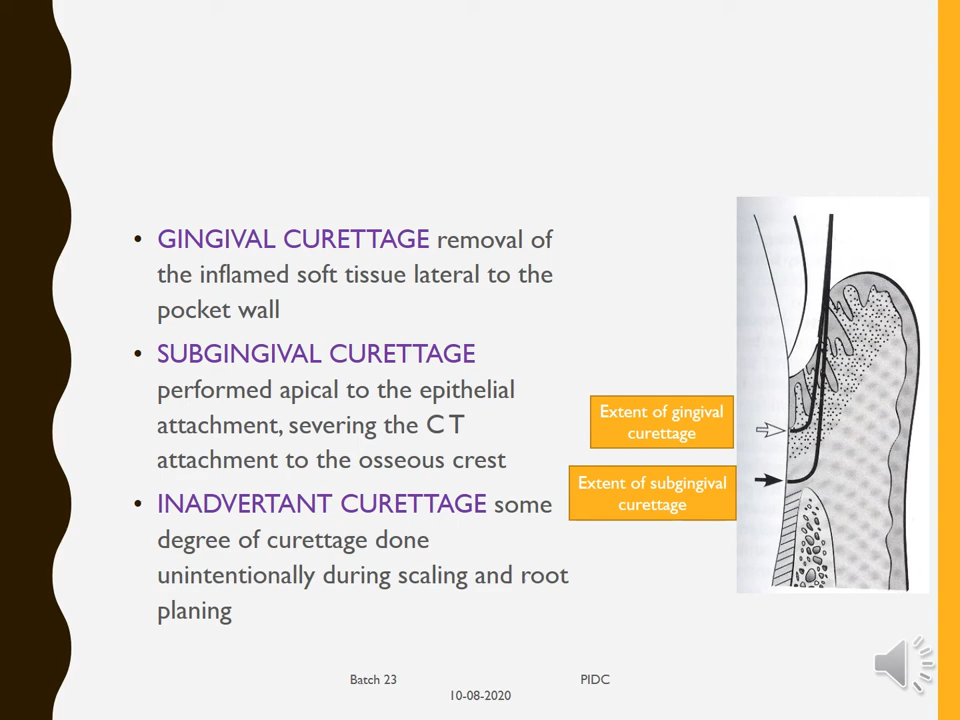 • GINGIVAL CURETTAGE removal of
the inflamed soft tissue lateral to the
pocket wall
• SUBGINGIVAL CURETTAGE
performed apical to the epithelial
attachment, severing the C T
attachment to the osseous crest
• INADVERTANT CURETTAGE some
degree of curettage done
unintentionally during scaling and root
planing
Extent of gingival
curettage
Extent of subgingival
curettage
Batch 23 PIDC
10-08-2020